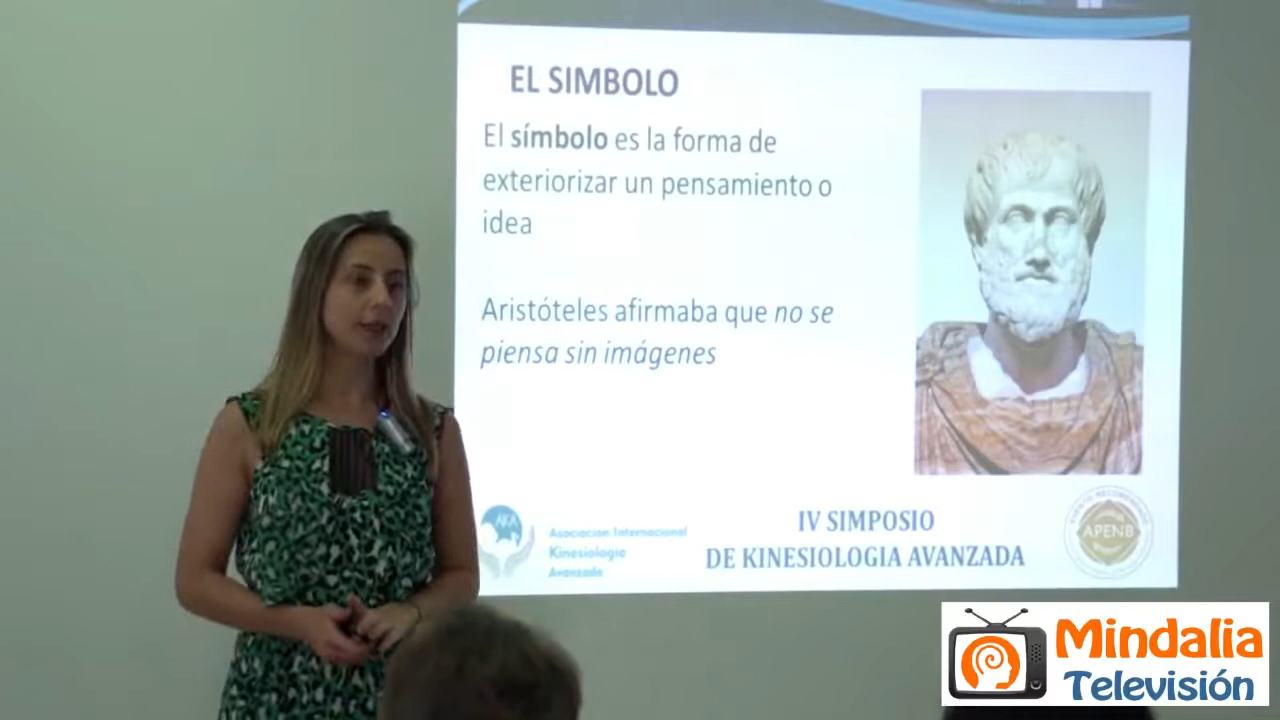 EL SIMBOLO
El símbolo es la forma de
exteriorizar un pensamiento o
idea
Aristóteles afirmaba que no se
piensa sin imágenes
AKA
Asociacion Internacional
Kinesiologia
Avanzada
IV SIMPOSIO
DE KINESIOLOGIA AVANZADA
APENB
Mindalia
Televisión